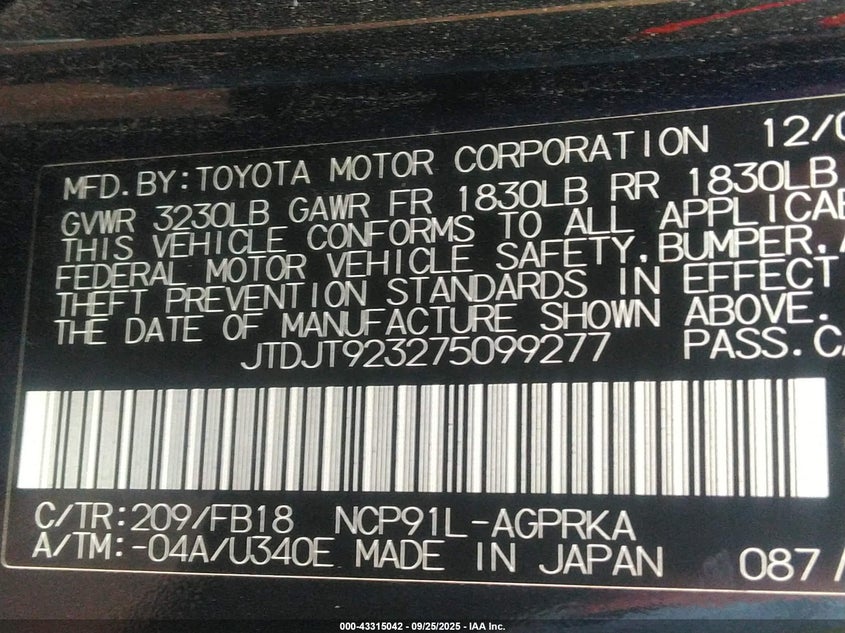 MFD.BY:TOYOTA MOTOR CORPORATION 12/0
GVWR 3230LB GAWR FR 1830LB RR 1830LB
THIS VEHICLE CONFORMS TO ALL APPLICAB
FEDERAL MOTOR VEHICLE SAFETY,BUMPER,A
THEFT PREVENTION STANDARDS IN EFFECT
THE DATE OF MANUFACTURE SHOWN ABOVE.
JTDJT923275099277 PASS.CA
C/TR:209/FB18 NCP91L-AGPRKA
A/TM:-04A/U340E MADE IN JAPAN 087/
000-43315042 - 09/25/2025 - IAA Inc.